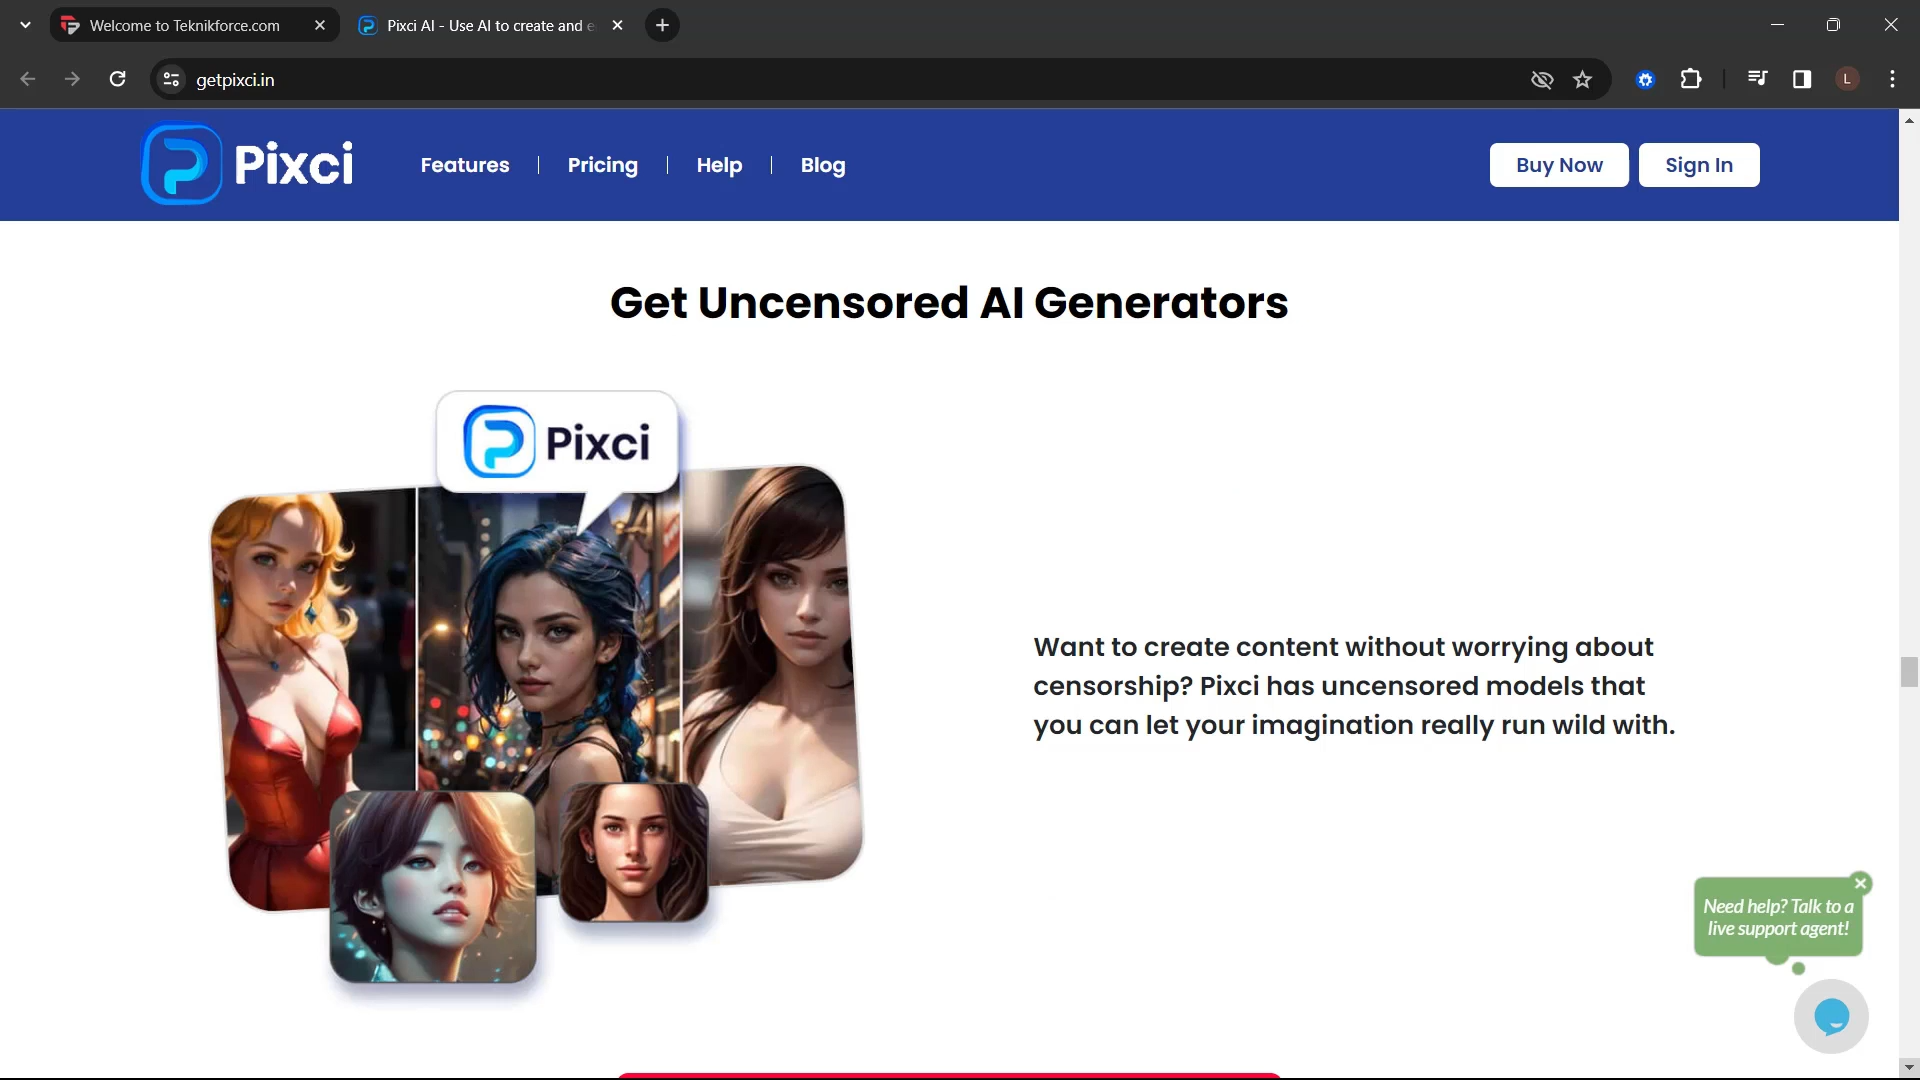 Welcome to Teknikforce.com
Pixci AI - Use AI to create and e
getpixci.in
L
Pixci
Features
Pricing
Help
Blog
Buy Now
Sign In
Get Uncensored AI Generators
Pixci
Want to create content without worrying about
censorship? Pixci has uncensored models that
you can let your imagination really run wild with.
Need help? Talk to a
live support agent!